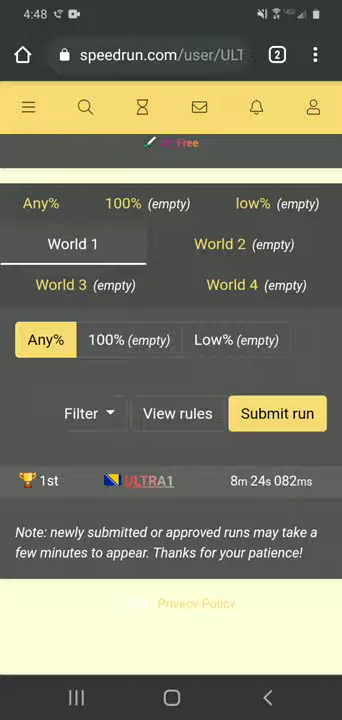 4:48
speedrun.com/user/ULT
2
Free
Any% 100% (empty) low% (empty)
World 1 World 2 (empty)
World 3 (empty) World 4 (empty)
Any% 100% (empty) Low% (empty)
Filter View rules Submit run
1st ULTRA1 8m 24s 082ms
Note: newly submitted or approved runs may take a
few minutes to appear. Thanks for your patience!
Privacy Policy